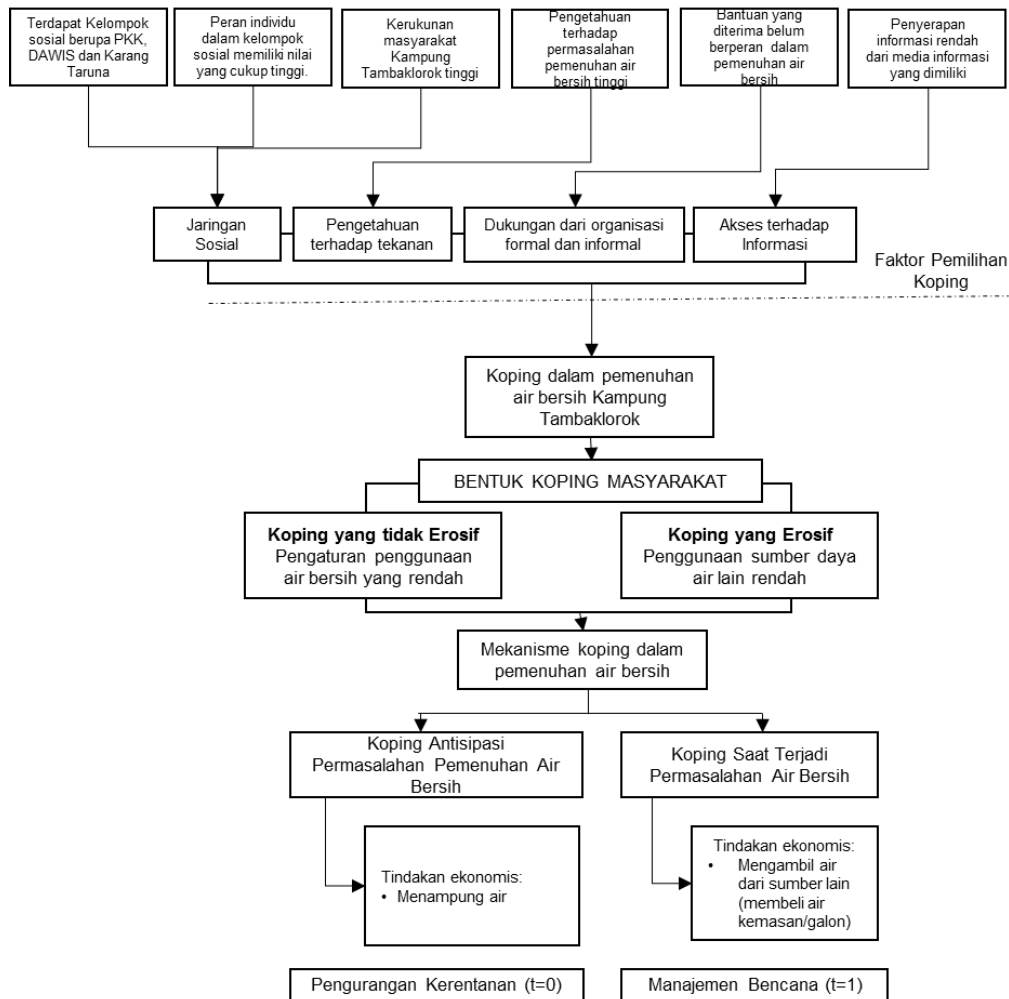 Terdapat Kelompok
sosial berupa PKK,
DAWIS dan Karang
Taruna
Peran individu
dalam kelompok
sosial memiliki nilai
yang cukup tinggi.
Kerukunan
masyarakat
Kampung
Tambaklorok tinggi
Pengetahuan
terhadap
permasalahan
pemenuhan air
bersih tinggi
Bantuan yang
diterima belum
berperan dalam
pemenuhan air
bersih
Penyerapan
informasi rendah
dari media informasi
yang dimiliki
Jaringan
Sosial
Pengetahuan
terhadap tekanan
Dukungan dari organisasi
formal dan informal
Akses terhadap
Informasi
Faktor Pemilihan
Koping
Koping dalam pemenuhan
air bersih Kampung
Tambaklorok
BENTUK KOPING MASYARAKAT
Koping yang tidak Erosif
Pengaturan penggunaan
air bersih yang rendah
Koping yang Erosif
Penggunaan sumber daya
air lain rendah
Mekanisme koping dalam
pemenuhan air bersih
Koping Antisipasi
Permasalahan Pemenuhan Air
Bersih
Koping Saat Terjadi
Permasalahan Air Bersih
Tindakan ekonomis:
• Menampung air
Tindakan ekonomis:
• Mengambil air
dari sumber lain
(membeli air
kemasan/galon)
Pengurangan Kerentanan (t=0)
Manajemen Bencana (t=1)